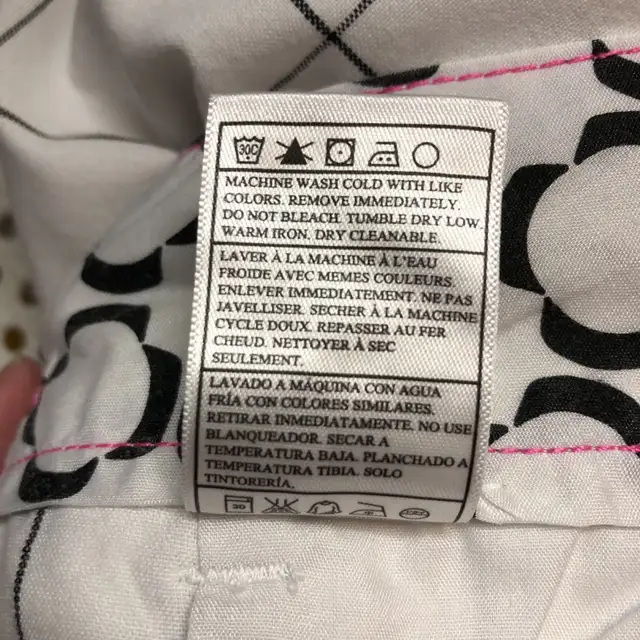 30C
MACHINE WASH COLD WITH LIKE
COLORS. REMOVE IMMEDIATELY.
DO NOT BLEACH. TUMBLE DRY LOW.
WARM IRON. DRY CLEANABLE.
LAVER À LA MACHINE À L'EAU
FROIDE AVEC MEMES COULEURS.
ENLEVER IMMEDIATEMENT. NE PAS
JAVELLISER. SECHER À LA MACHINE
CYCLE DOUX. REPASSER AU FER
CHEUD. NETTOYER À SEC
SEULEMENT.
LAVADO A MÁQUINA CON AGUA
FRÍA CON COLORES SIMILARES.
RETIRAR INMEDIATAMENTE. NO USE
BLANQUEADOR. SECAR A
TEMPERATURA BAJA. PLANCHADO A
TEMPERATURA TIBIA. SOLO
TINTORERÍA.
30